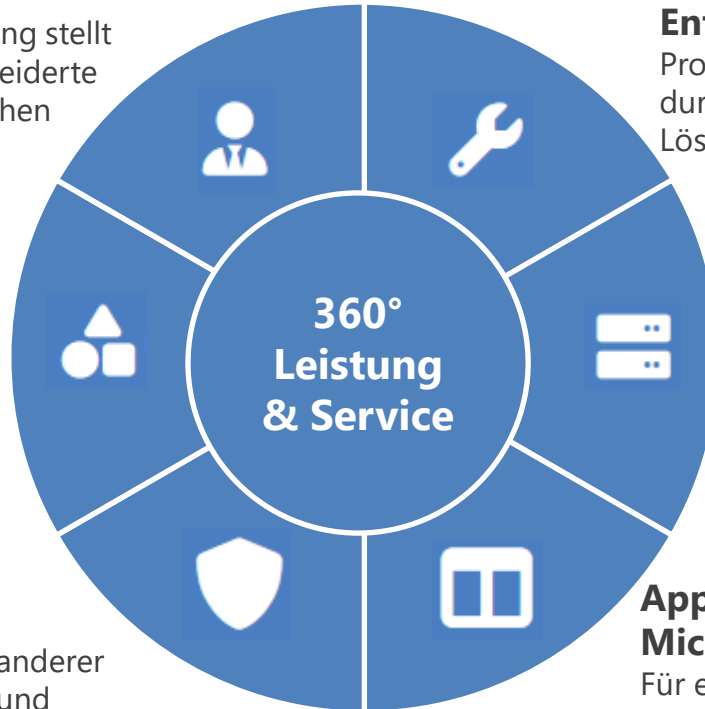 ng stellt
eiderte
hen
Ent
Pro
dur
Lös
360°
Leistung
& Service
anderer
und
App
Mic
Für e